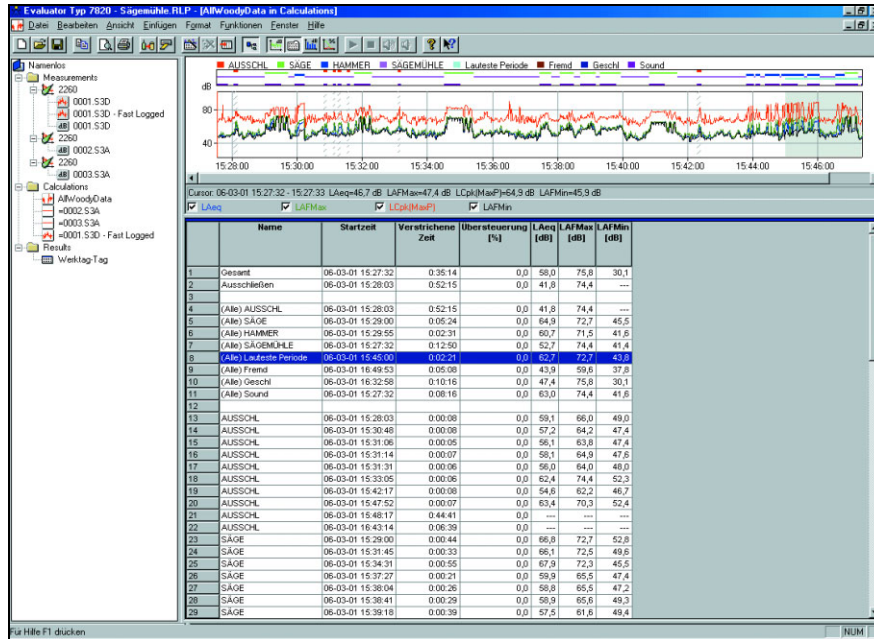 Evaluator Typ 7820 - Sägemühle.RLP - [AllWoodyData in Calculations]
Datei Bearbeiten Ansicht Einfügen Format Funktionen Fenster Hilfe
Namenlos
Measurements
2260
0001.S3D
0001.S3D - Fast Logged
0001.S3D
2260
0002.S3A
2260
0003.S3A
Calculations
AllWoodyData
=0002.S3A
=0003.S3A
=0001.S3D - Fast Logged
Results
Werktag-Tag
AUSSCHL SÄGE HAMMER SÄGEMÜHLE Lauteste Periode Fremd Geschl Sound
dB
80
40
15:28:00 15:30:00 15:32:00 15:34:00 15:36:00 15:38:00 15:40:00 15:42:00 15:44:00 15:46:00
Cursor: 06-03-01 15:27:32 - 15:27:33 LAeq=46,7 dB LAFMax=47,4 dB LCpk(MaxP)=64,9 dB LAFMin=45,9 dB
LAeq LAFMax LCpk(MaxP) LAFMin
Name Startzeit Verstrichene Zeit Übersteuerung [%] LAeq [dB] LAFMax [dB] LAFMin [dB]
1 Gesamt 06-03-01 15:27:32 0:35:14 0,0 58,0 75,8 30,1
2 Ausschließen 06-03-01 15:28:03 0:52:15 0,0 41,8 74,4 ---
3
4 (Alle) AUSSCHL 06-03-01 15:28:03 0:52:15 0,0 41,8 74,4 ---
5 (Alle) SÄGE 06-03-01 15:29:00 0:05:24 0,0 64,9 72,7 45,5
6 (Alle) HAMMER 06-03-01 15:29:55 0:02:31 0,0 60,7 71,5 41,6
7 (Alle) SÄGEMÜHLE 06-03-01 15:27:32 0:12:50 0,0 52,7 74,4 41,4
8 (Alle) Lauteste Periode 06-03-01 15:45:00 0:02:21 0,0 62,7 72,7 43,8
9 (Alle) Fremd 06-03-01 16:49:53 0:05:08 0,0 43,9 59,6 37,8
10 (Alle) Geschl 06-03-01 16:32:58 0:10:16 0,0 47,4 75,8 30,1
11 (Alle) Sound 06-03-01 15:27:32 0:08:16 0,0 63,0 74,4 41,6
12
13 AUSSCHL 06-03-01 15:28:03 0:00:08 0,0 59,1 66,0 49,0
14 AUSSCHL 06-03-01 15:30:48 0:00:08 0,0 57,2 64,2 47,4
15 AUSSCHL 06-03-01 15:31:06 0:00:05 0,0 56,1 63,8 47,4
16 AUSSCHL 06-03-01 15:31:14 0:00:07 0,0 58,1 64,9 47,6
17 AUSSCHL 06-03-01 15:31:31 0:00:06 0,0 56,0 64,0 48,0
18 AUSSCHL 06-03-01 15:33:05 0:00:06 0,0 62,4 74,4 52,3
19 AUSSCHL 06-03-01 15:42:17 0:00:08 0,0 54,6 62,2 46,7
20 AUSSCHL 06-03-01 15:47:52 0:00:07 0,0 63,4 70,3 52,4
21 AUSSCHL 06-03-01 15:48:17 0:44:41 0,0 --- --- ---
22 AUSSCHL 06-03-01 16:43:14 0:06:39 0,0 --- --- ---
23 SÄGE 06-03-01 15:29:00 0:00:44 0,0 66,8 72,7 52,8
24 SÄGE 06-03-01 15:31:45 0:00:33 0,0 66,1 72,5 49,6
25 SÄGE 06-03-01 15:34:31 0:00:55 0,0 67,9 72,3 45,5
26 SÄGE 06-03-01 15:37:27 0:00:21 0,0 59,9 65,5 47,4
27 SÄGE 06-03-01 15:38:04 0:00:26 0,0 58,8 65,5 47,2
28 SÄGE 06-03-01 15:38:41 0:00:29 0,0 58,9 65,6 49,3
29 SÄGE 06-03-01 15:39:18 0:00:39 0,0 57,5 61,6 49,4
Für Hilfe F1 drücken NUM